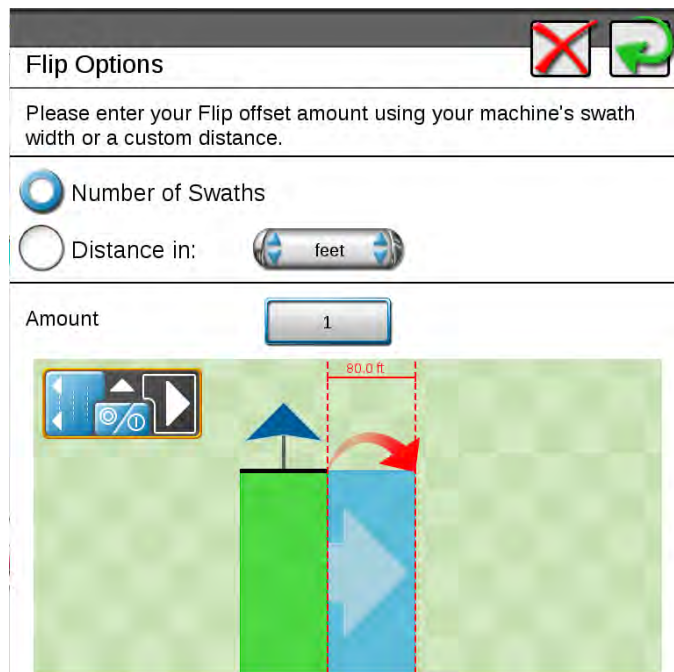 Flip Options
Please enter your Flip offset amount using your machine's swath
width or a custom distance.
Number of Swaths
Distance in:
feet
Amount
1
80.0 ft